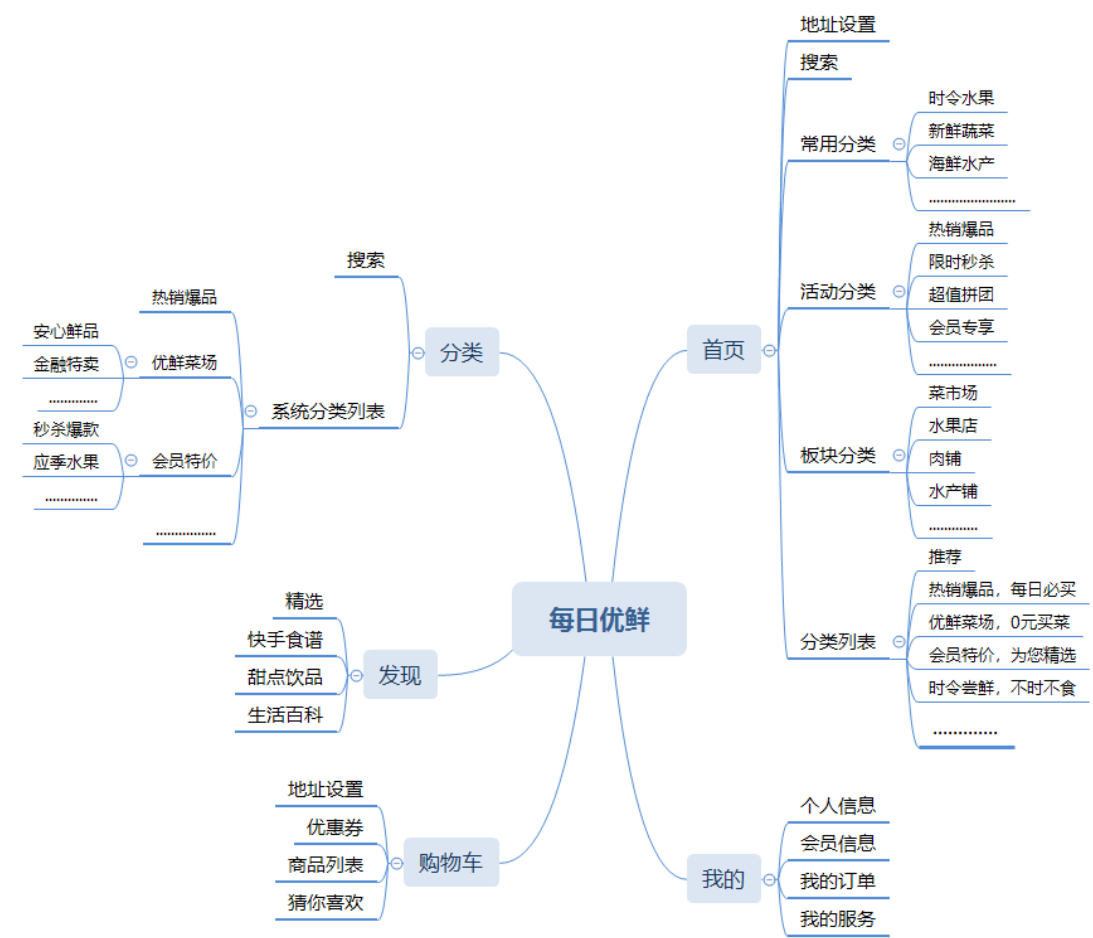 每日优鲜
首页
地址设置
搜索
常用分类
时令水果
新鲜蔬菜
海鲜水产
.......................
活动分类
热销爆品
限时秒杀
超值拼团
会员专享
..................
板块分类
菜市场
水果店
肉铺
水产铺
.............
分类列表
推荐
热销爆品，每日必买
优鲜菜场，0元买菜
会员特价，为您精选
时令尝鲜，不时不食
.............
我的
个人信息
会员信息
我的订单
我的服务
分类
搜索
系统分类列表
热销爆品
优鲜菜场
安心鲜品
金融特卖
.............
会员特价
秒杀爆款
应季水果
..............
................
发现
精选
快手食谱
甜点饮品
生活百科
购物车
地址设置
优惠券
商品列表
猜你喜欢